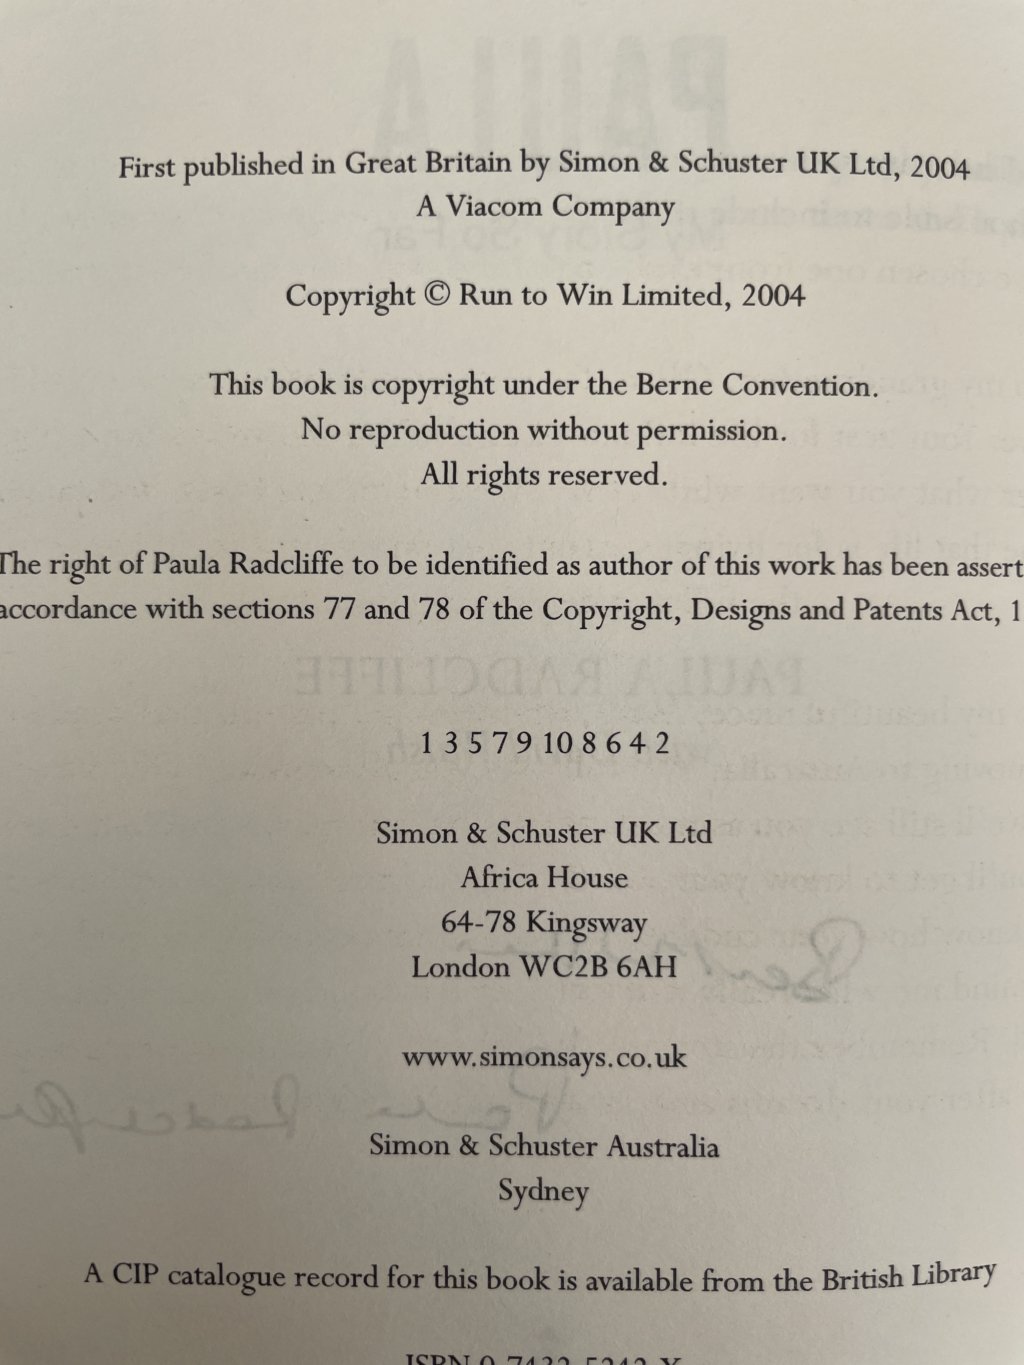 First published in Great Britain by Simon & Schuster UK Ltd, 2004
A Viacom Company
Copyright © Run to Win Limited, 2004
This book is copyright under the Berne Convention.
No reproduction without permission.
All rights reserved.
The right of Paula Radcliffe to be identified as author of this work has been assert
accordance with sections 77 and 78 of the Copyright, Designs and Patents Act, 1
1 3 5 7 9 10 8 6 4 2
Simon & Schuster UK Ltd
Africa House
64-78 Kingsway
London WC2B 6AH
www.simonsays.co.uk
Simon & Schuster Australia
Sydney
A CIP catalogue record for this book is available from the British Library
ISBN 0-7432-5242-X